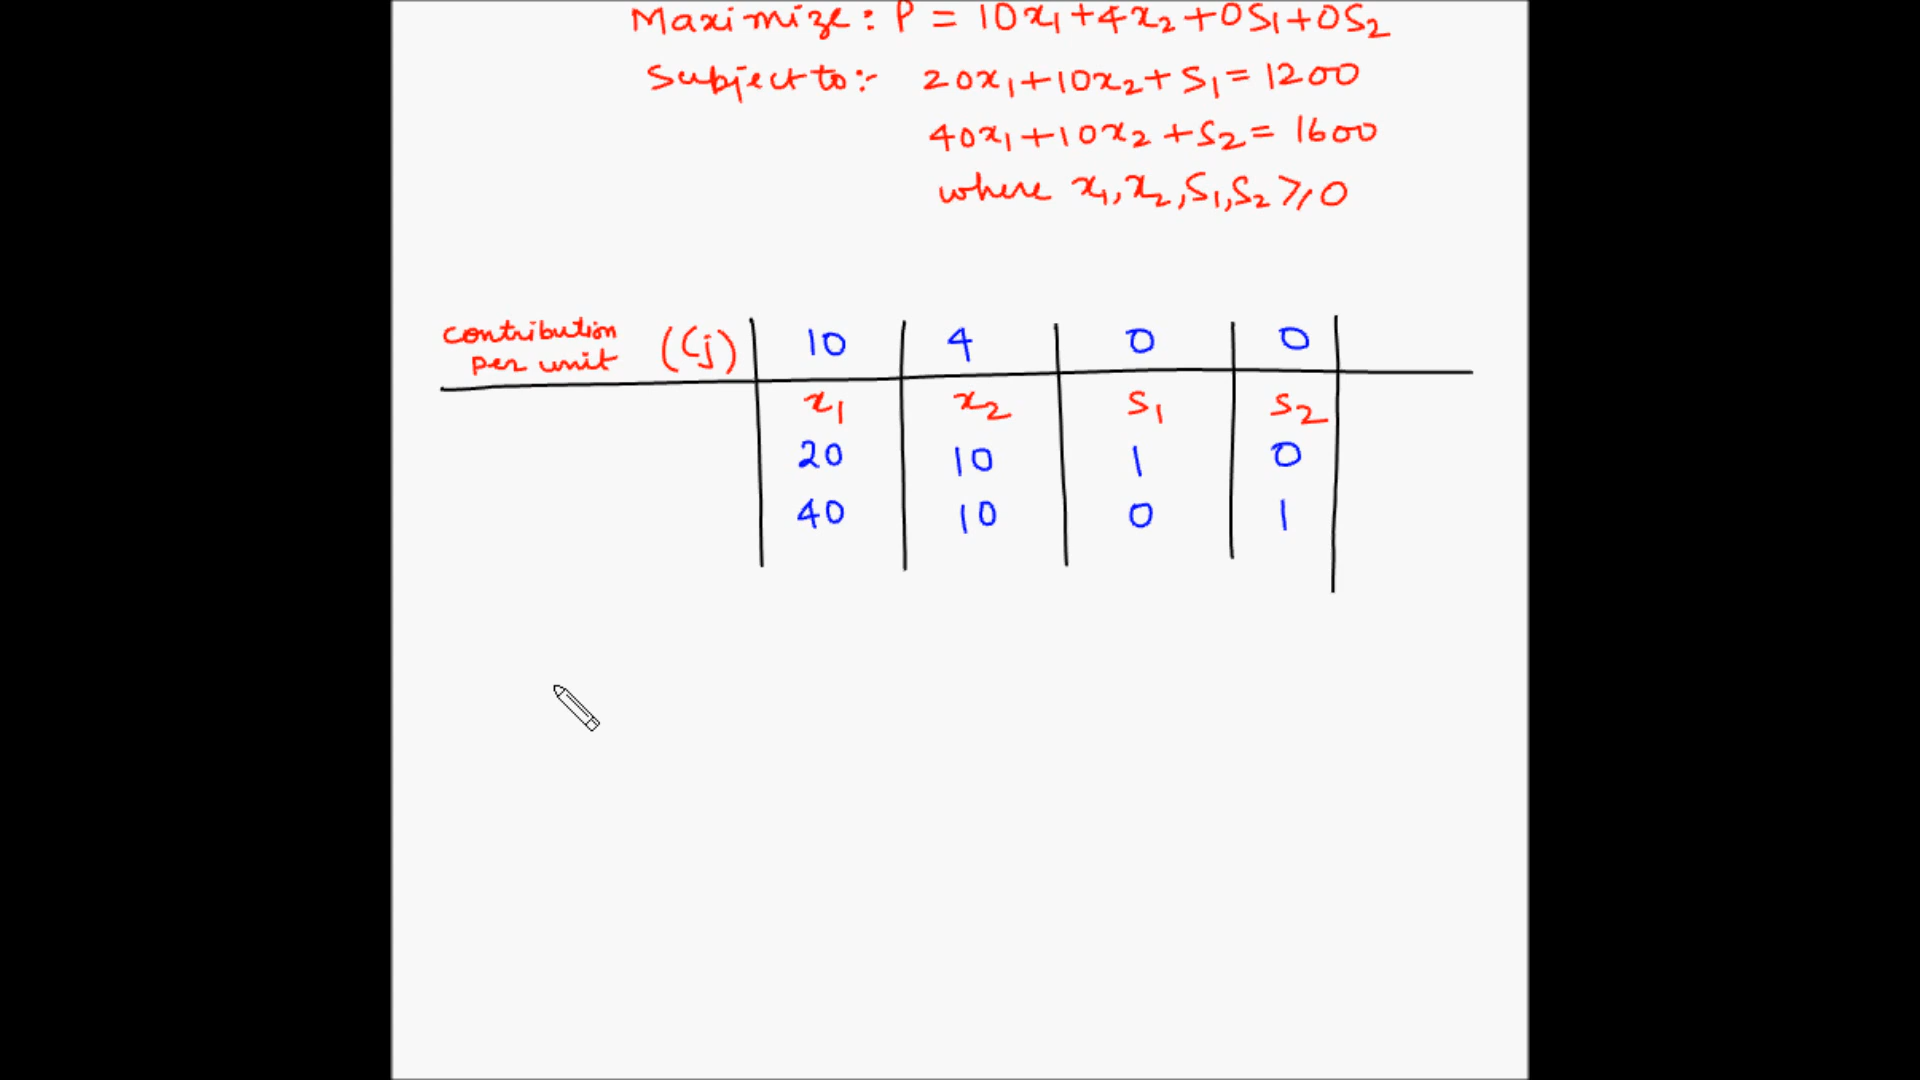 Maximize: P = 10x₁+4x₂+0S₁+0S₂
Subject to:- 20x₁+10x₂+S₁=1200
40x₁+10x₂+S₂=1600
where x₁,x₂,S₁,S₂≥0
contribution per unit (Cj) 10 4 0 0
x₁ x₂ S₁ S₂
20 10 1 0
40 10 0 1